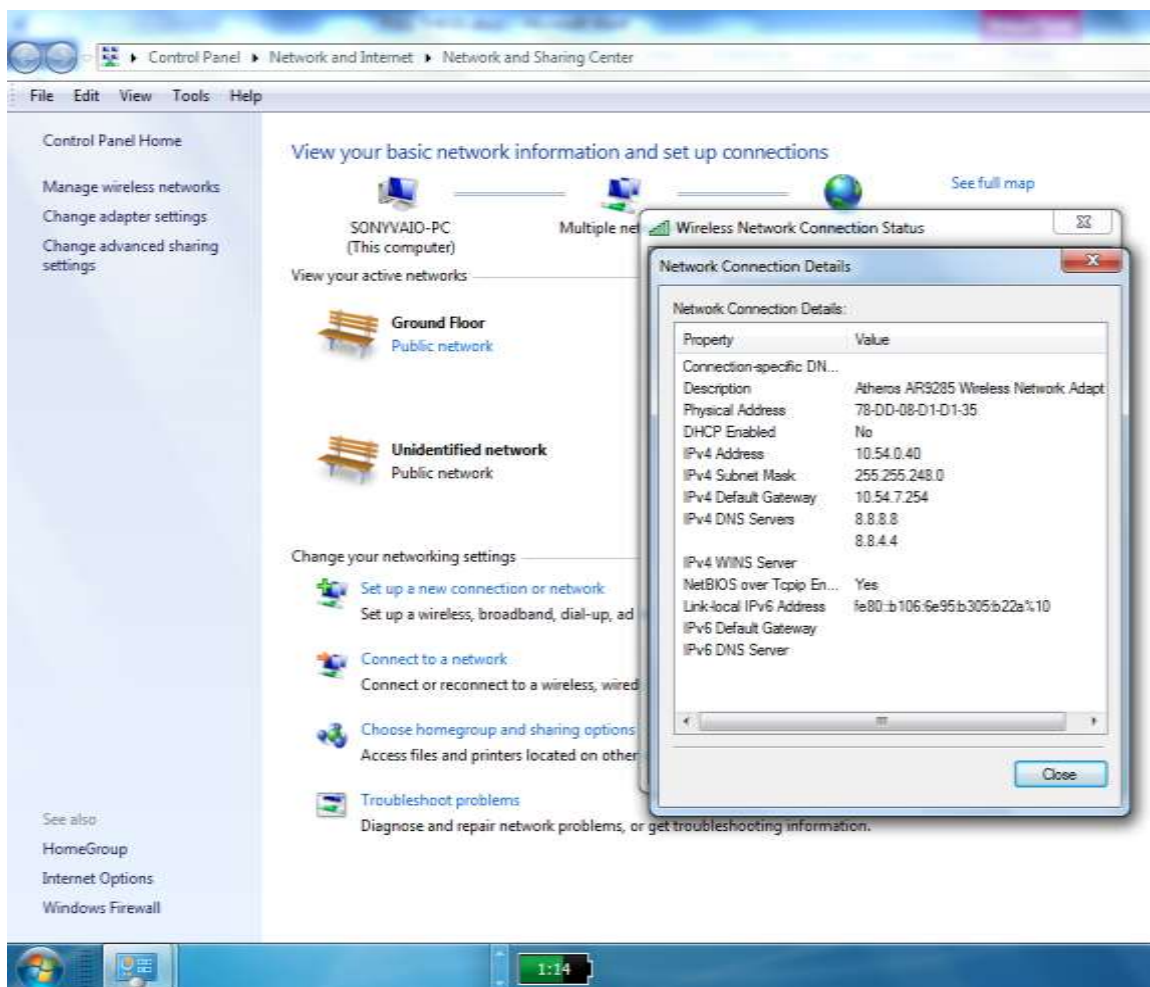 Control Panel ▸ Network and Internet ▸ Network and Sharing Center
File Edit View Tools Help
Control Panel Home
Manage wireless networks
Change adapter settings
Change advanced sharing
settings
See also
HomeGroup
Internet Options
Windows Firewall
View your basic network information and set up connections
See full map
SONYVAIO-PC
(This computer)
Multiple net
View your active networks
Ground Floor
Public network
Unidentified network
Public network
Change your networking settings
Set up a new connection or network
Set up a wireless, broadband, dial-up, ad
Connect to a network
Connect or reconnect to a wireless, wired
Choose homegroup and sharing options
Access files and printers located on other
Troubleshoot problems
Diagnose and repair network problems, or get troubleshooting information.
Wireless Network Connection Status
Network Connection Details
Network Connection Details:
Property Value
Connection-specific DN...
Description Atheros AR9285 Wireless Network Adapt
Physical Address 78-DD-08-D1-D1-35
DHCP Enabled No
IPv4 Address 10.54.0.40
IPv4 Subnet Mask 255.255.248.0
IPv4 Default Gateway 10.54.7.254
IPv4 DNS Servers 8.8.8.8
8.8.4.4
IPv4 WINS Server
NetBIOS over Tcpip En... Yes
Link-local IPv6 Address fe80::b106:6e95:b305:b22a%10
IPv6 Default Gateway
IPv6 DNS Server
Close
1:14